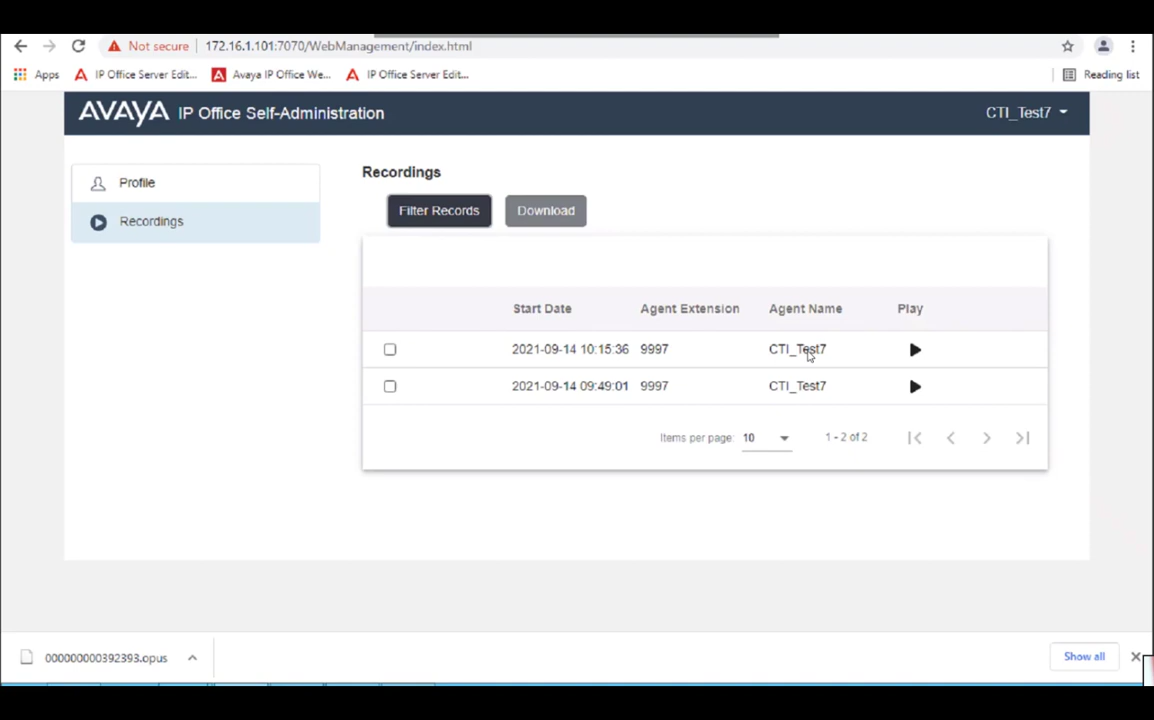 Not secure 172.16.1.101:7070/WebManagement/index.html
Apps IP Office Server Edit... Avaya IP Office We... IP Office Server Edit... Reading list
AVAYA IP Office Self-Administration CTI_Test7
Profile
Recordings
Recordings
Filter Records Download
Start Date Agent Extension Agent Name Play
2021-09-14 10:15:36 9997 CTI_Test7
2021-09-14 09:49:01 9997 CTI_Test7
Items per page: 10 1 - 2 of 2
000000000392393.opus Show all